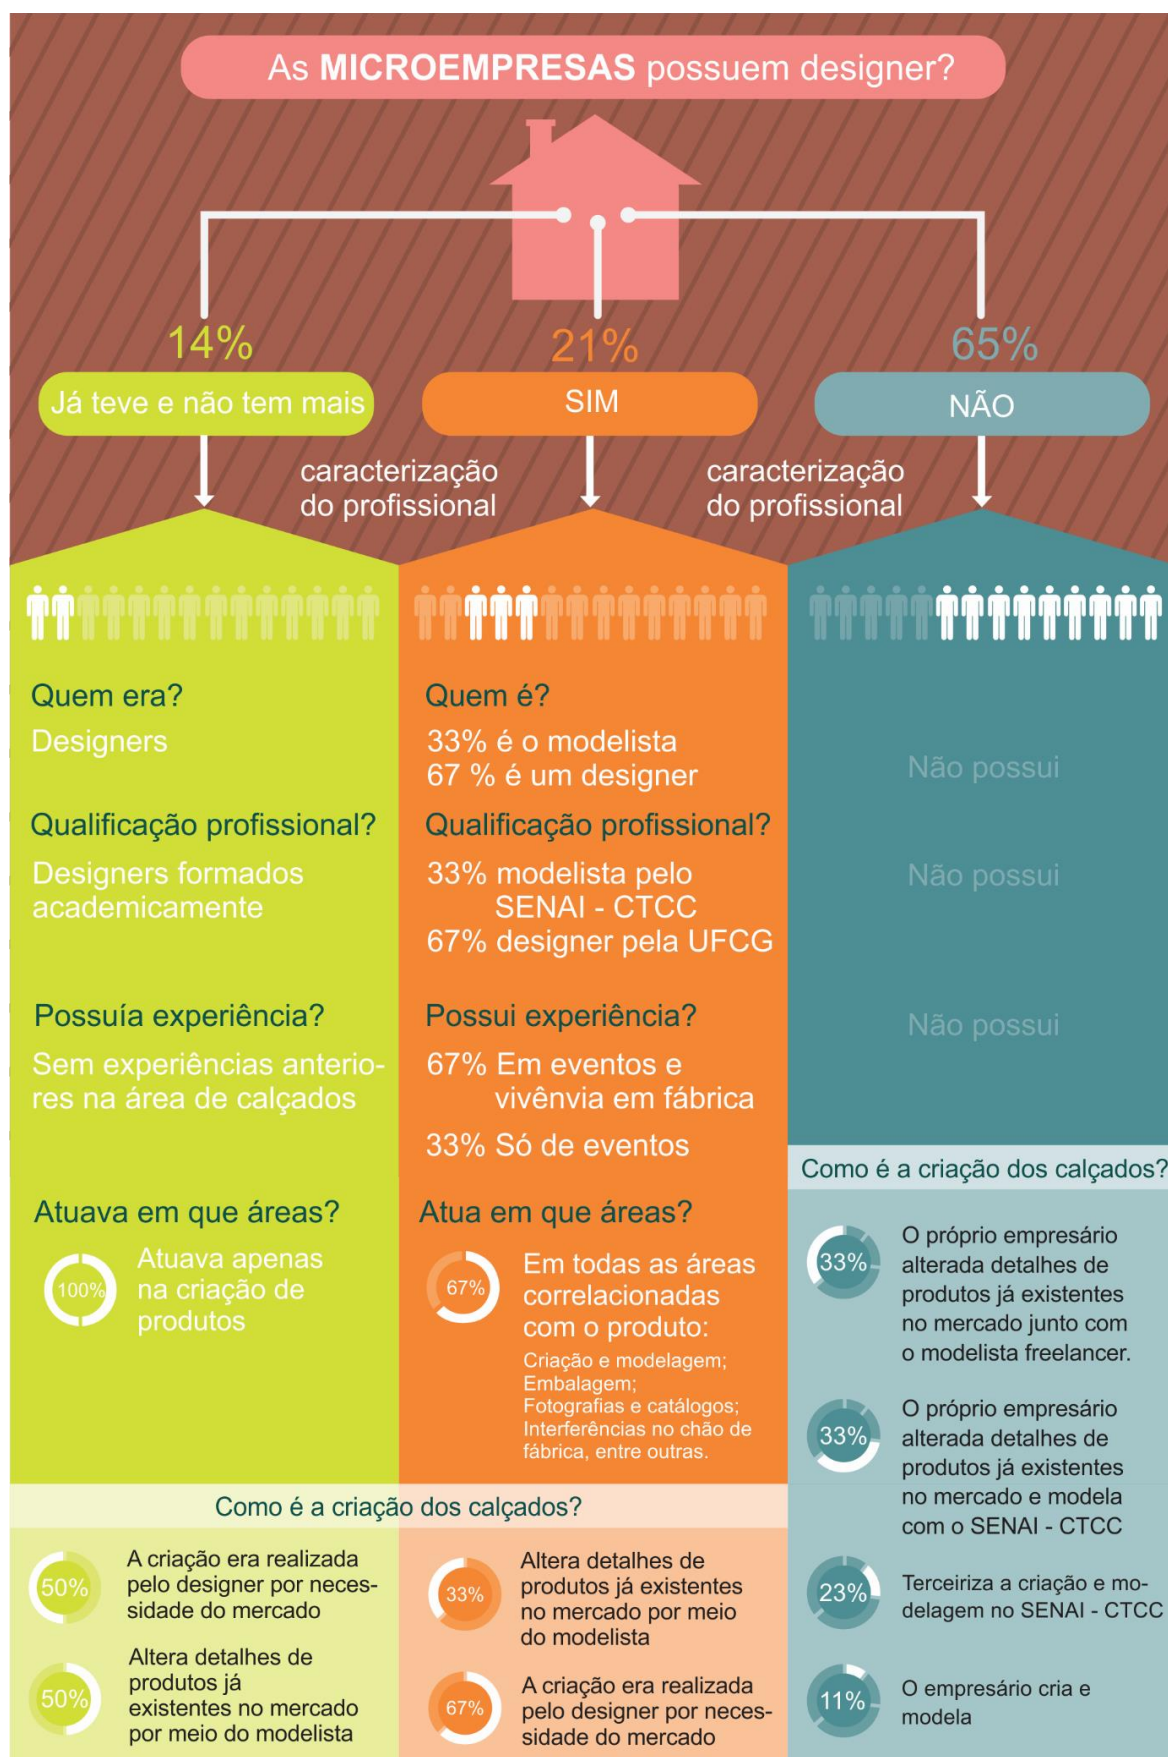 As MICROEMPRESAS possuem designer?
14%
Já teve e não tem mais
21%
SIM
65%
NÃO
caracterização
do profissional
caracterização
do profissional
Quem era?
Designers
Qualificação profissional?
Designers formados
academicamente
Possuía experiência?
Sem experiências anterio-
res na área de calçados
Atuava em que áreas?
100%
Atuava apenas
na criação de
produtos
Quem é?
33% é o modelista
67 % é um designer
Qualificação profissional?
33% modelista pelo
SENAI - CTCC
67% designer pela UFCG
Possui experiência?
67% Em eventos e
vivênvia em fábrica
33% Só de eventos
Atua em que áreas?
67%
Em todas as áreas
correlacionadas
com o produto:
Criação e modelagem;
Embalagem;
Fotografias e catálogos;
Interferências no chão de
fábrica, entre outras.
Como é a criação dos calçados?
50%
A criação era realizada
pelo designer por neces-
sidade do mercado
50%
Altera detalhes de
produtos já
existentes no mercado
por meio do modelista
33%
Altera detalhes de
produtos já existentes
no mercado por meio
do modelista
67%
A criação era realizada
pelo designer por neces-
sidade do mercado
Não possui
Não possui
Não possui
Como é a criação dos calçados?
33%
O próprio empresário
alterada detalhes de
produtos já existentes
no mercado junto com
o modelista freelancer.
33%
O próprio empresário
alterada detalhes de
produtos já existentes
no mercado e modela
com o SENAI - CTCC
23%
Terceiriza a criação e mo-
delagem no SENAI - CTCC
11%
O empresário cria e
modela